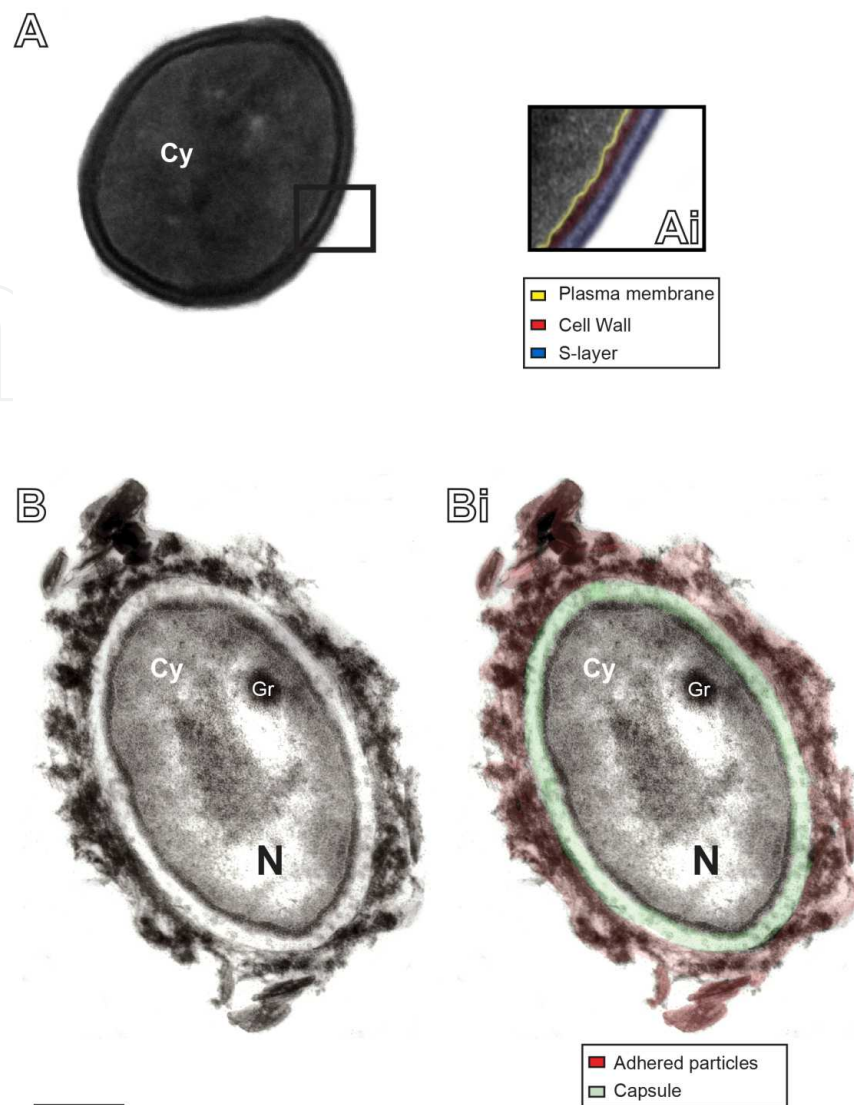 A
Cy
Ai
Plasma membrane
Cell Wall
S-layer
B
Cy
Gr
N
Bi
Cy
Gr
N
Adhered particles
Capsule